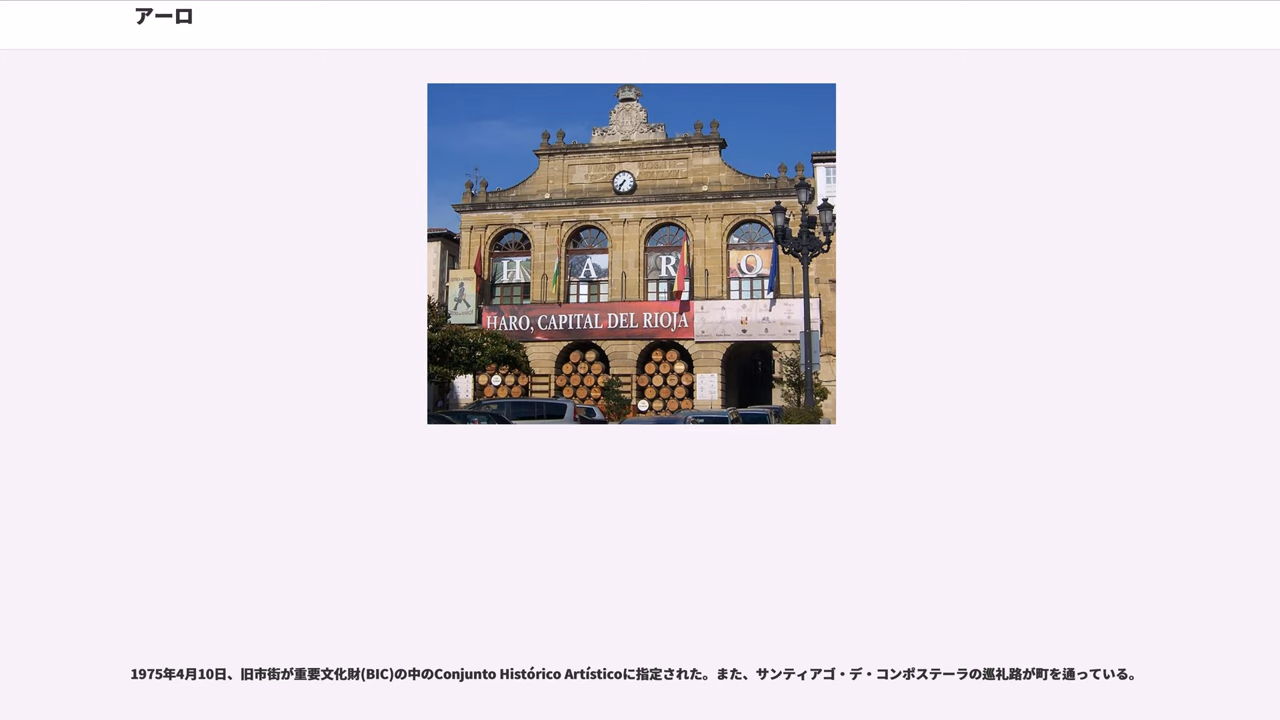 アーロ
H A R O
HARO, CAPITAL DEL RIOJA
1975年4月10日、旧市街が重要文化財(BIC)の中のConjunto Histórico Artísticoに指定された。また、サンティアゴ・デ・コンポステーラの巡礼路が町を通っている。